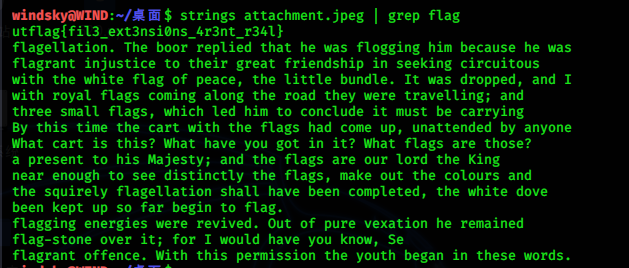 windsky@WIND:~/桌面$ strings attachment.jpeg | grep flag
utflag{fil3_ext3nsi0ns_4r3nt_r34l}
flagellation. The boor replied that he was flogging him because he was
flagrant injustice to their great friendship in seeking circuitous
with the white flag of peace, the little bundle. It was dropped, and I
with royal flags coming along the road they were travelling; and
three small flags, which led him to conclude it must be carrying
By this time the cart with the flags had come up, unattended by anyone
What cart is this? What have you got in it? What flags are those?
a present to his Majesty; and the flags are our lord the King
near enough to see distinctly the flags, make out the colours and
the squirely flagellation shall have been completed, the white dove
been kept up so far begin to flag.
flagging energies were revived. Out of pure vexation he remained
flag-stone over it; for I would have you know, Se
flagrant offence. With this permission the youth began in these words.